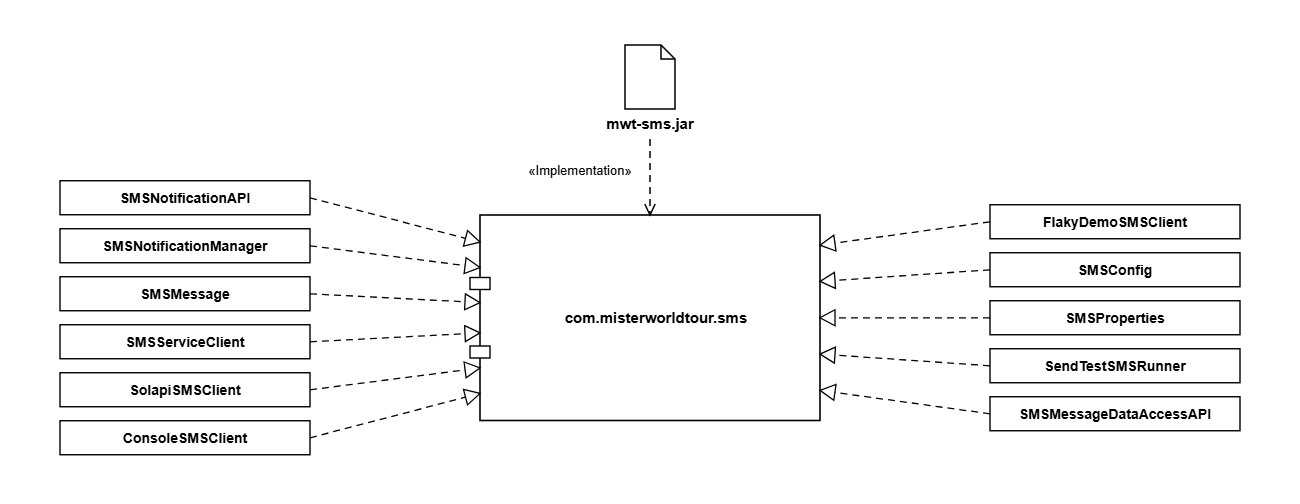 mwt-sms.jar
«Implementation»
SMSNotificationAPI
SMSNotificationManager
SMSMessage
SMSServiceClient
SolapiSMSClient
ConsoleSMSClient
com.misterworldtour.sms
FlakyDemoSMSClient
SMSConfig
SMSProperties
SendTestSMSRunner
SMSMessageDataAccessAPI